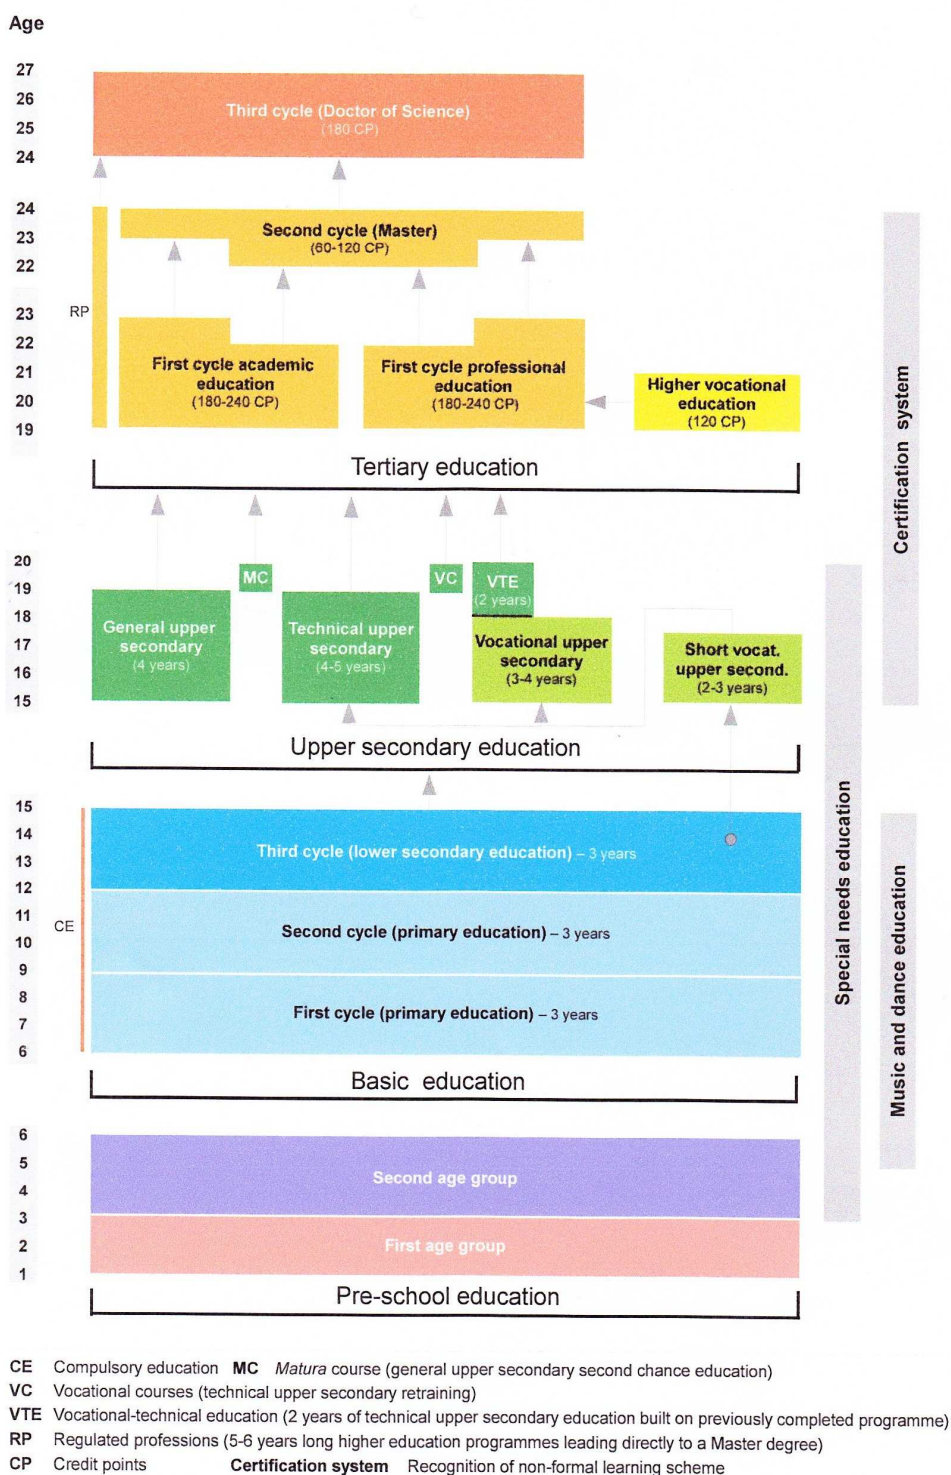 Age
27
26
25
24
Third cycle (Doctor of Science)
(180 CP)
24
23
22
Second cycle (Master)
(60-120 CP)
RP
23
22
21
20
19
First cycle academic
education
(180-240 CP)
First cycle professional
education
(180-240 CP)
Higher vocational
education
(120 CP)
Tertiary education
Certification system
20
19
18
17
16
15
MC
VC
VTE
(2 years)
General upper
secondary
(4 years)
Technical upper
secondary
(4-5 years)
Vocational upper
secondary
(3-4 years)
Short vocat.
upper second.
(2-3 years)
Upper secondary education
Special needs education
15
14
13
12
11
10
9
8
7
6
CE
Third cycle (lower secondary education) – 3 years
Second cycle (primary education) – 3 years
First cycle (primary education) – 3 years
Basic education
Music and dance education
6
5
4
3
2
1
Second age group
First age group
Pre-school education
CE Compulsory education MC Matura course (general upper secondary second chance education)
VC Vocational courses (technical upper secondary retraining)
VTE Vocational-technical education (2 years of technical upper secondary education built on previously completed programme)
RP Regulated professions (5-6 years long higher education programmes leading directly to a Master degree)
CP Credit points Certification system Recognition of non-formal learning scheme